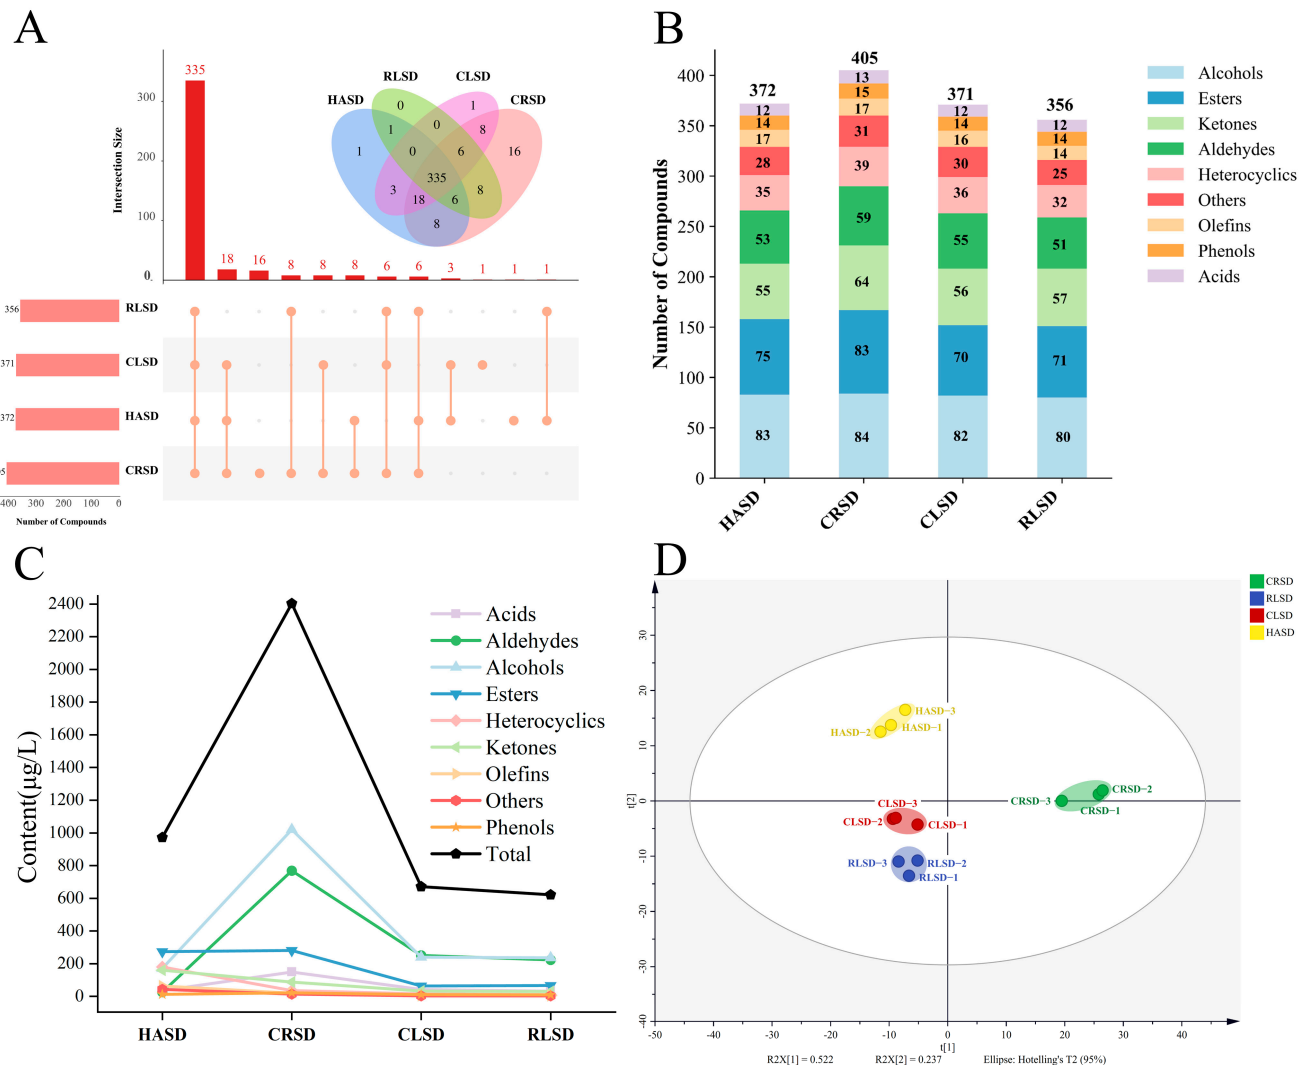 A
335
300
200
100
0
Intersection Size
18
16
8
8
8
6
6
3
1
1
1
RLSD
CLSD
HASD
CRSD
0
1
1
0
8
1
0
6
16
335
3
18
6
8
8
356
RLSD
371
CLSD
372
HASD
5
CRSD
400
300
200
100
0
Number of Compounds
B
Number of Compounds
400
350
300
250
200
150
100
50
0
372
12
14
17
28
35
53
55
75
83
405
13
15
17
31
39
59
64
83
84
371
12
14
16
30
36
55
56
70
82
356
12
14
14
25
32
51
57
71
80
HASD
CRSD
CLSD
RLSD
Alcohols
Esters
Ketones
Aldehydes
Heterocyclics
Others
Olefins
Phenols
Acids
C
Content(μg/L)
2400
2200
2000
1800
1600
1400
1200
1000
800
600
400
200
0
HASD
CRSD
CLSD
RLSD
Acids
Aldehydes
Alcohols
Esters
Heterocyclics
Ketones
Olefins
Others
Phenols
Total
D
CRSD
RLSD
CLSD
HASD
30
20
10
0
-10
-20
-30
-40
t[2]
HASD-3
HASD-1
HASD-2
CRSD-2
CRSD-3
CRSD-1
CLSD-3
CLSD-2
CLSD-1
RLSD-3
RLSD-2
RLSD-1
-50
-40
-30
-20
-10
0
10
20
30
40
t[1]
R2X[1] = 0.522
R2X[2] = 0.237
Ellipse: Hotelling's T2 (95%)